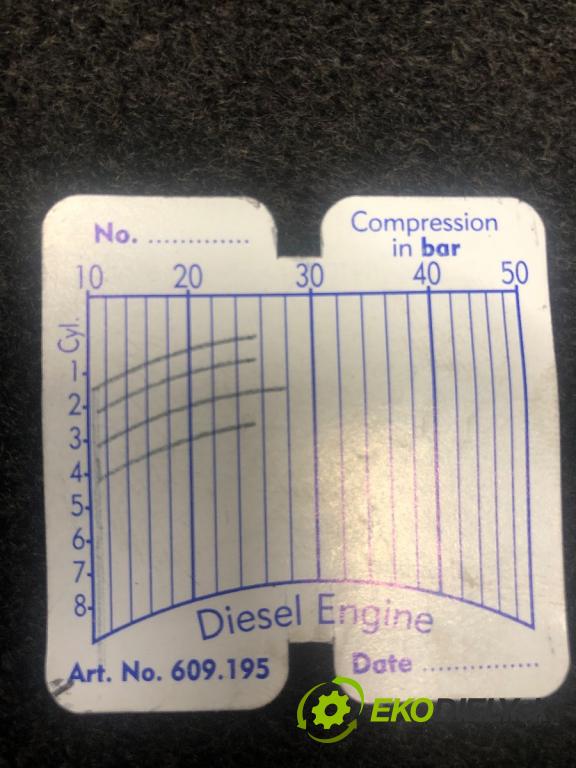 No. ..............
Compression
in bar
10 20 30 40 50
Cyl.
1
2
3
4
5
6
7
8
Diesel Engine
Art. No. 609.195
Date ................